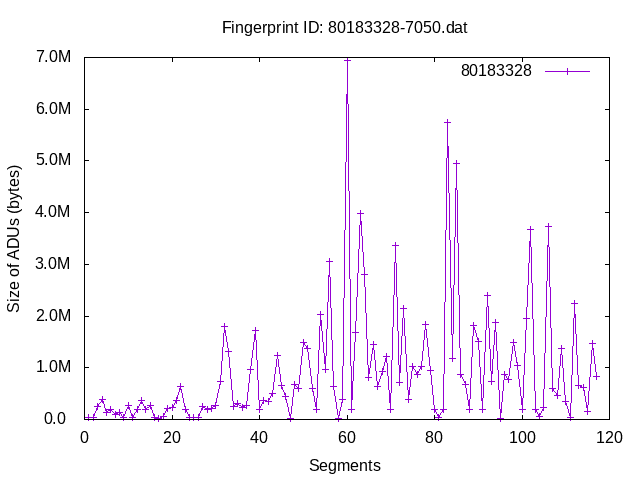 Fingerprint ID: 80183328-7050.dat
80183328
7.0M
6.0M
5.0M
4.0M
3.0M
2.0M
1.0M
0.0
Size of ADUs (bytes)
0 20 40 60 80 100 120
Segments